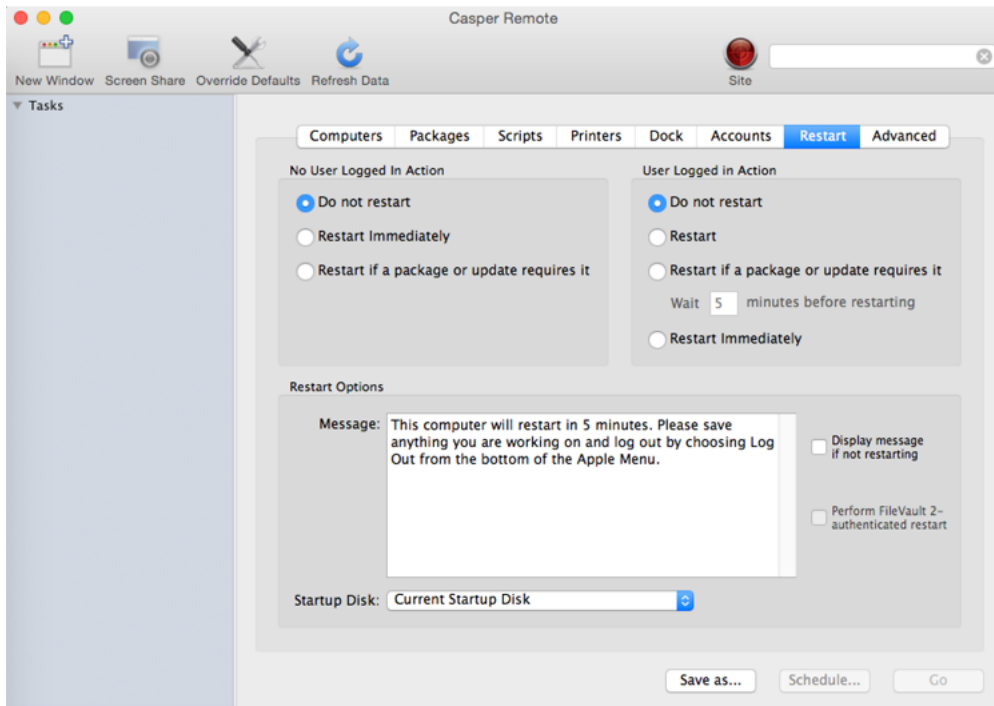 Casper Remote
New Window Screen Share Override Defaults Refresh Data Site
Tasks
Computers Packages Scripts Printers Dock Accounts Restart Advanced
No User Logged In Action
Do not restart
Restart Immediately
Restart if a package or update requires it
User Logged in Action
Do not restart
Restart
Restart if a package or update requires it
Wait 5 minutes before restarting
Restart Immediately
Restart Options
Message:
This computer will restart in 5 minutes. Please save
anything you are working on and log out by choosing Log
Out from the bottom of the Apple Menu.
Display message
if not restarting
Perform FileVault 2-
authenticated restart
Startup Disk: Current Startup Disk
Save as... Schedule... Go